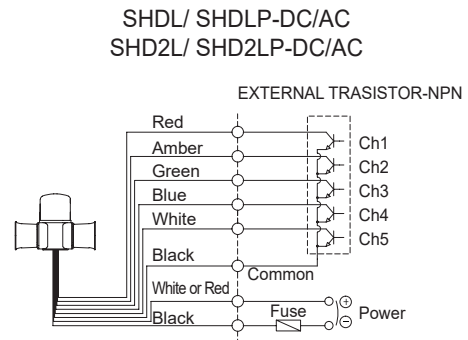 SHDL/ SHDLP-DC/AC
SHD2L/ SHD2LP-DC/AC
EXTERNAL TRASISTOR-NPN
Red
Ch1
Amber
Ch2
Green
Ch3
Blue
Ch4
White
Ch5
Black
Common
White or Red
Fuse
+
Power
Black
−